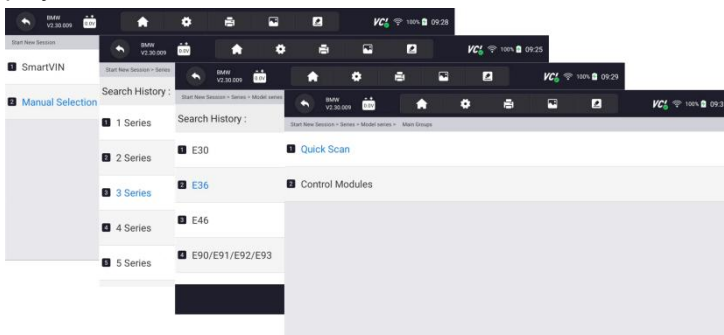 BMW
V2.30.009
0.0V
VCI
100%
09:28
Start New Session
1 SmartVIN
2 Manual Selection
BMW
V2.30.009
0.0V
VCI
100%
09:25
Start New Session > Series
Search History :
1 1 Series
2 2 Series
3 3 Series
4 4 Series
5 5 Series
BMW
V2.30.009
0.0V
VCI
100%
09:29
Start New Session > Series > Model series
Search History :
1 E30
2 E36
3 E46
4 E90/E91/E92/E93
BMW
V2.30.009
0.0V
VCI
100%
Start New Session > Series > Model series > Main Groups
1 Quick Scan
2 Control Modules